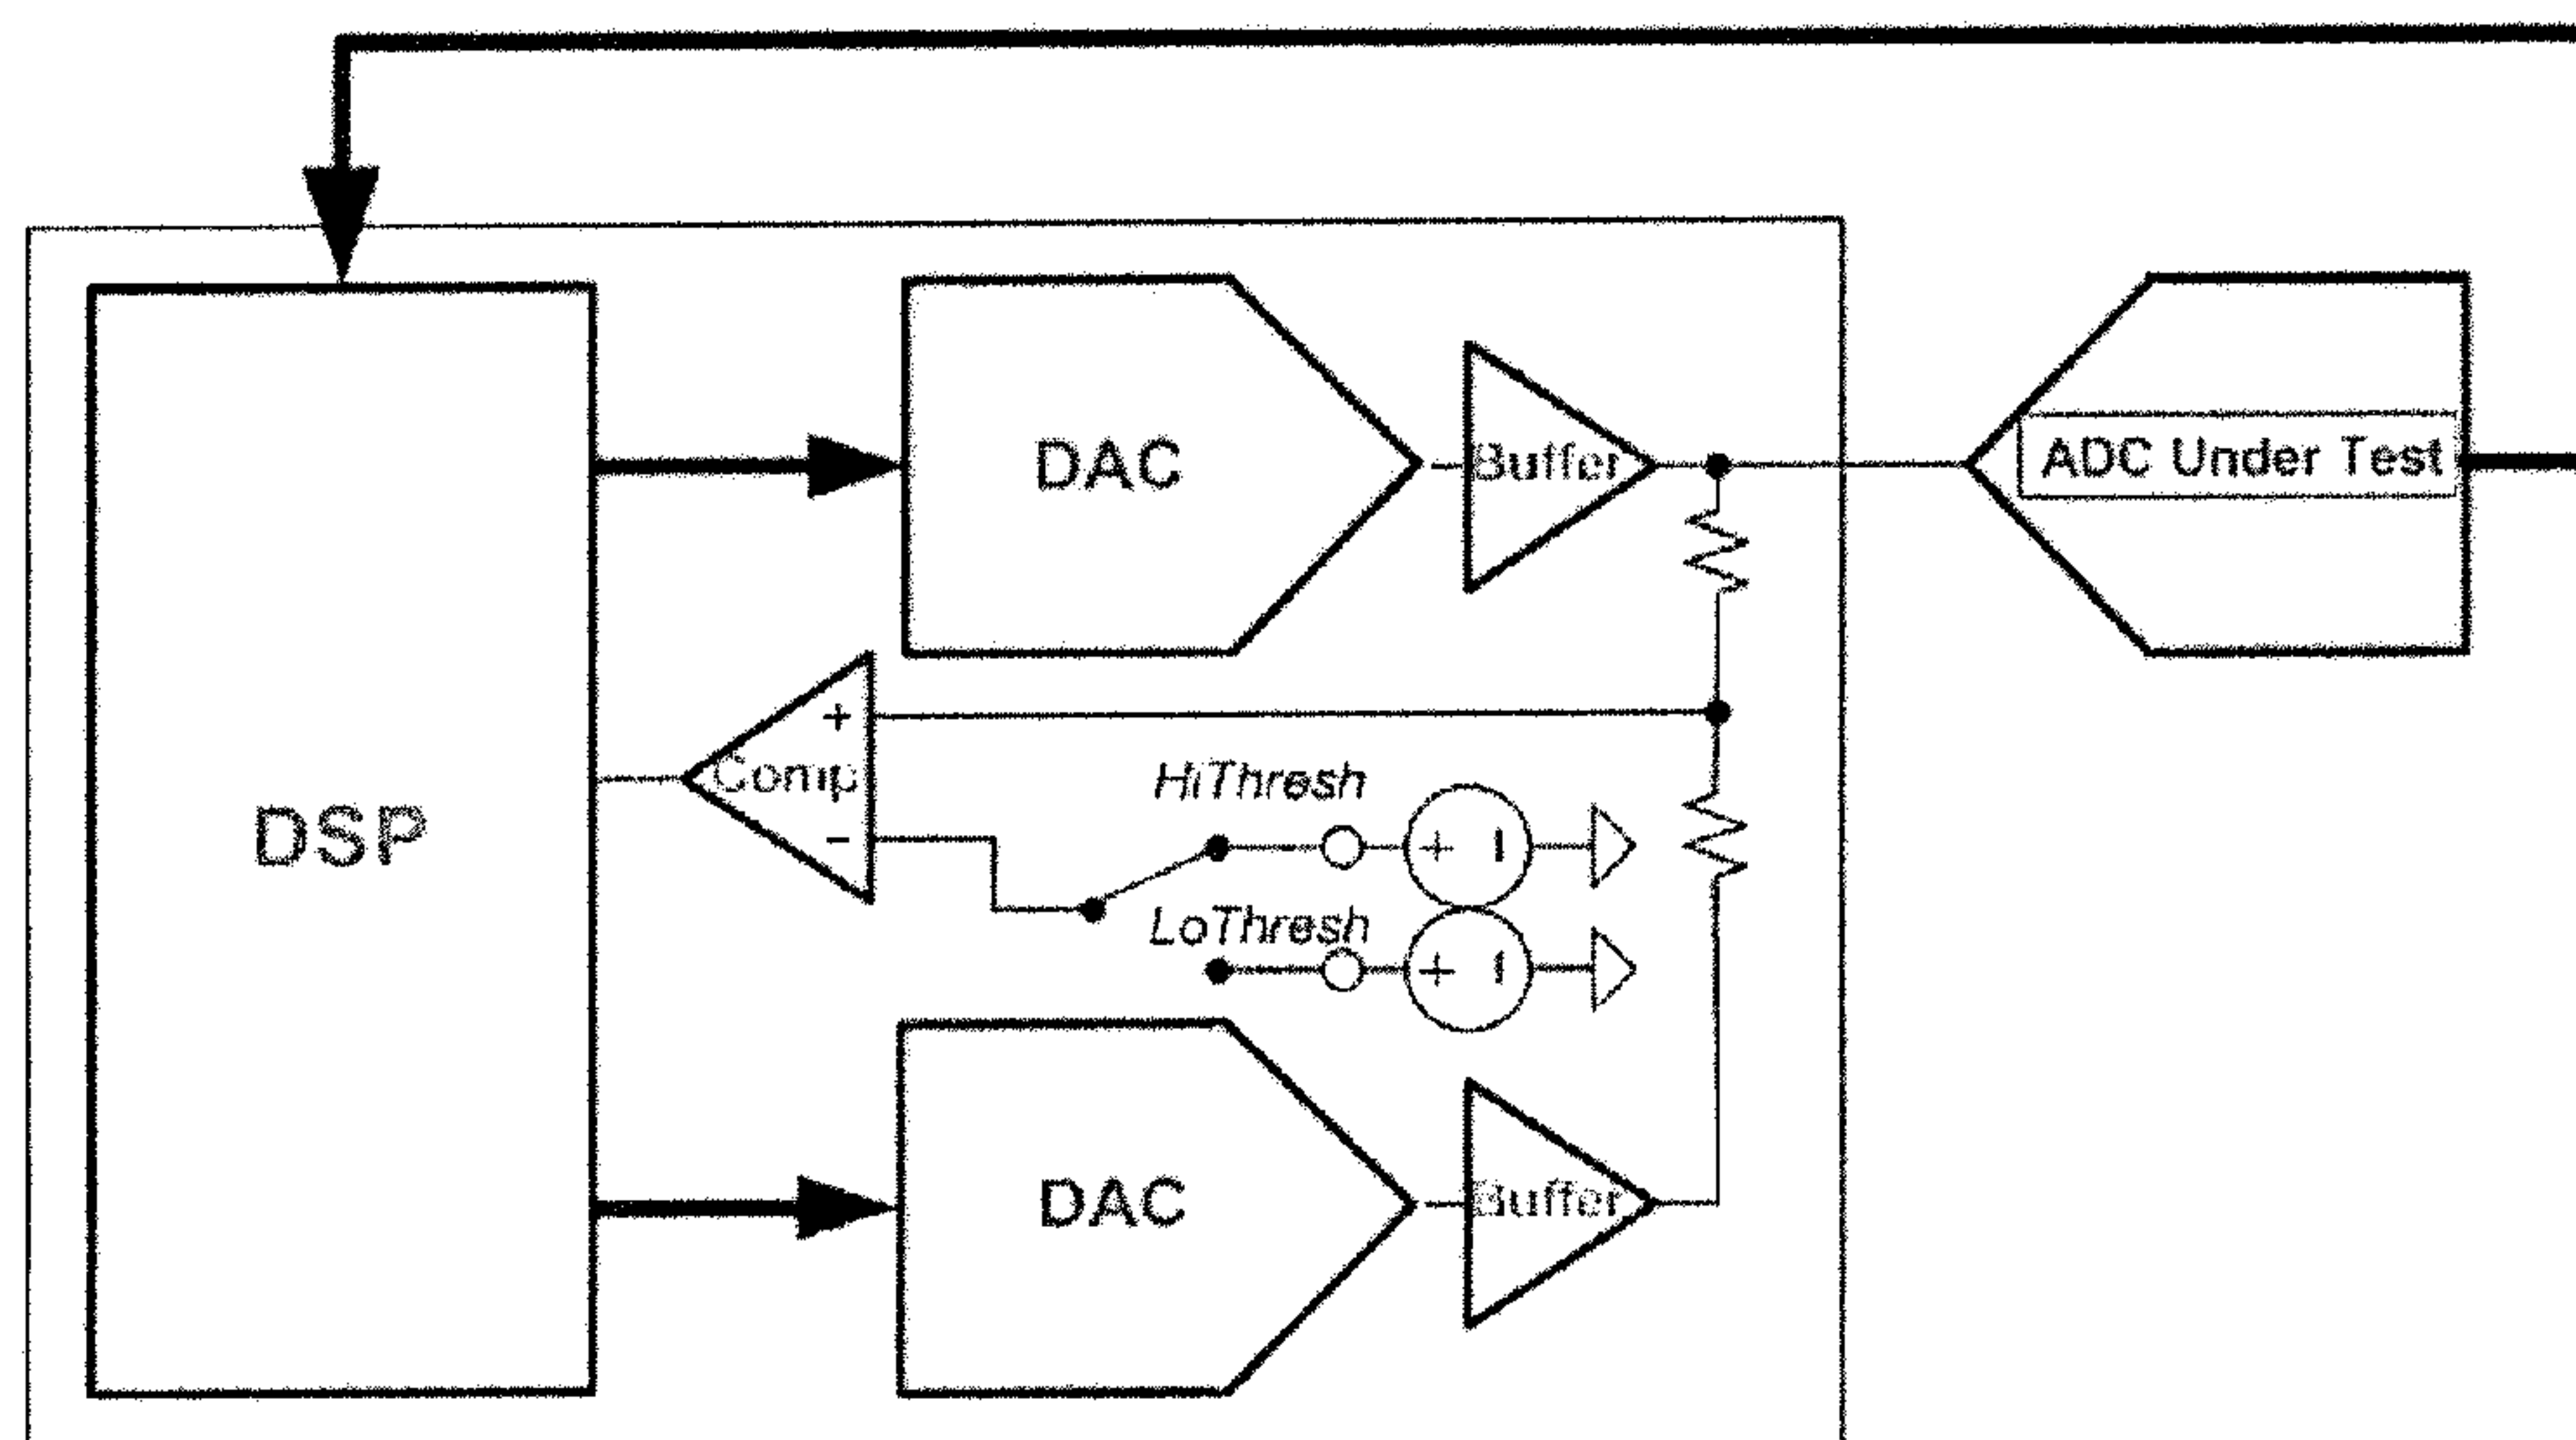 DAC
Buffer
ADC Under Test
+
Comp
HiThresh
DSP
−
+ −
LoThresh
+ −
DAC
Buffer